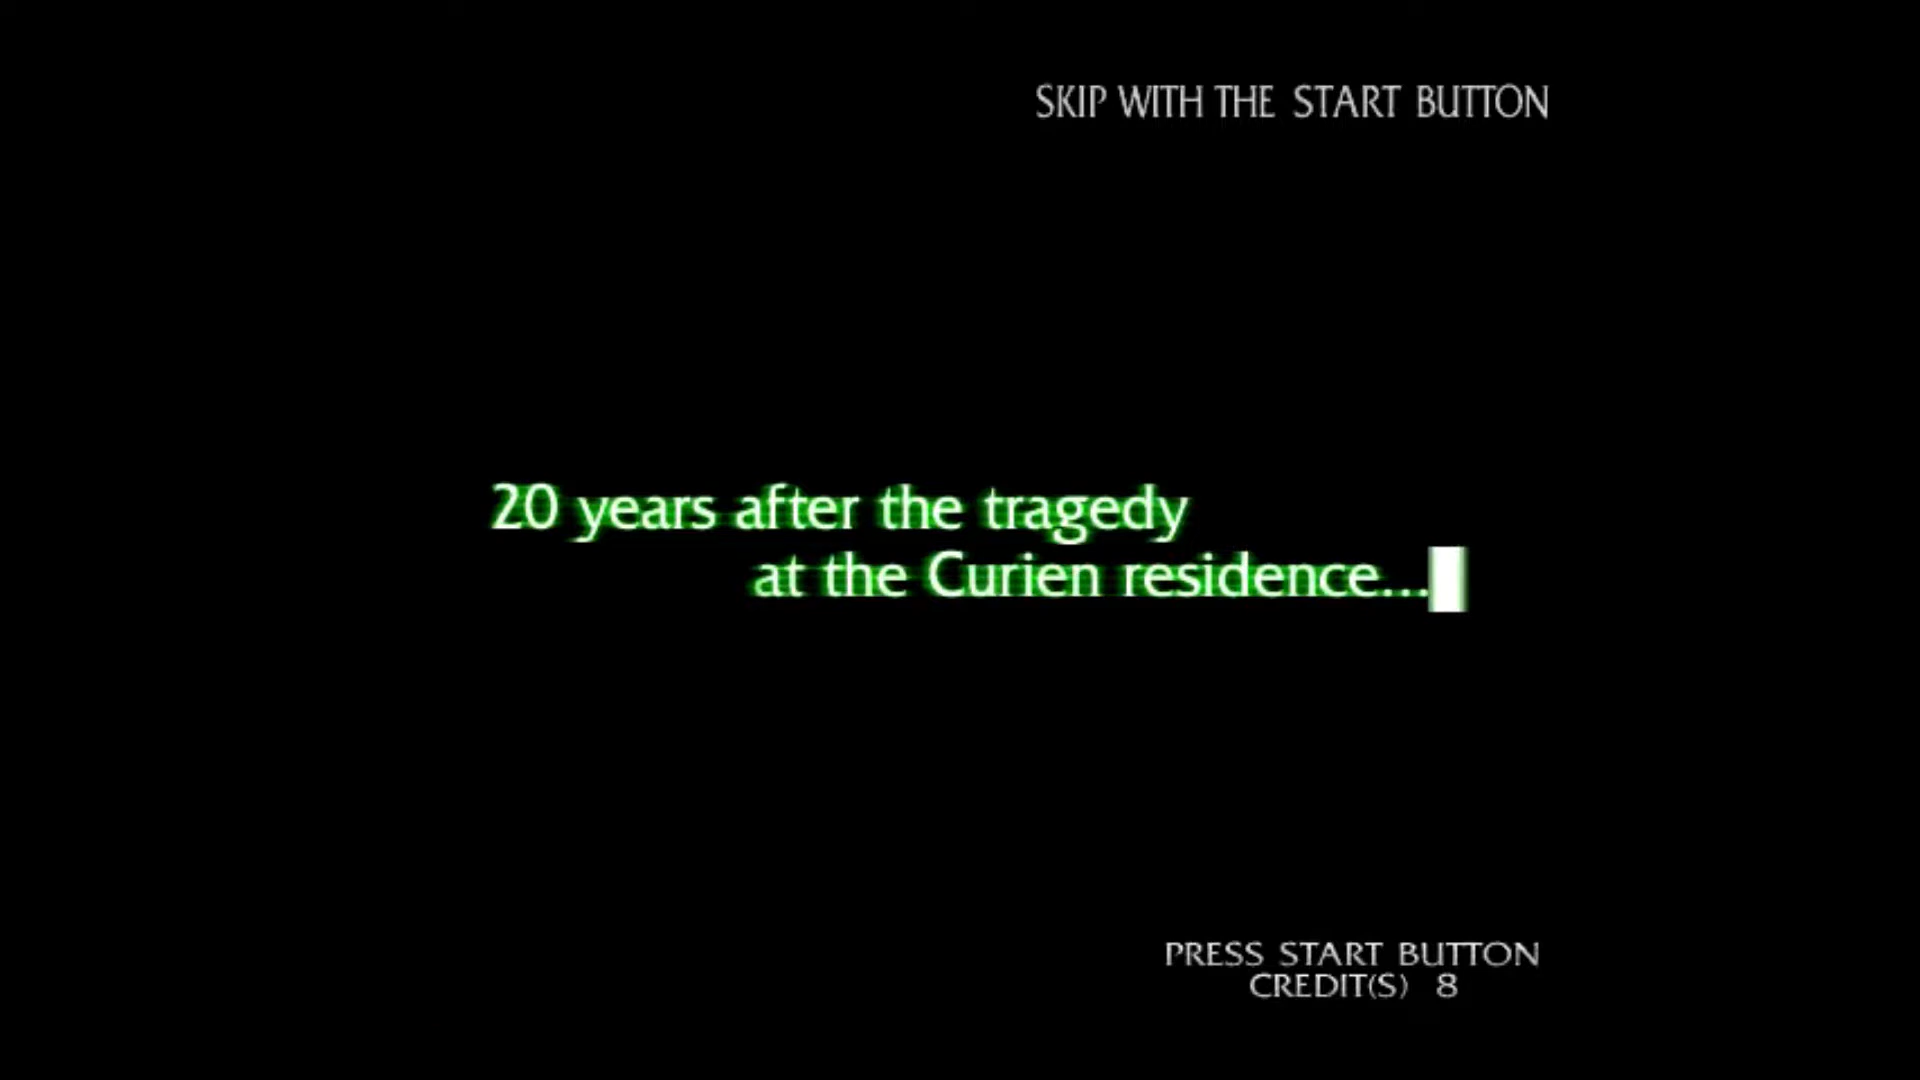 SKIP WITH THE START BUTTON
20 years after the tragedy
at the Curien residence...
PRESS START BUTTON
CREDIT(S) 8